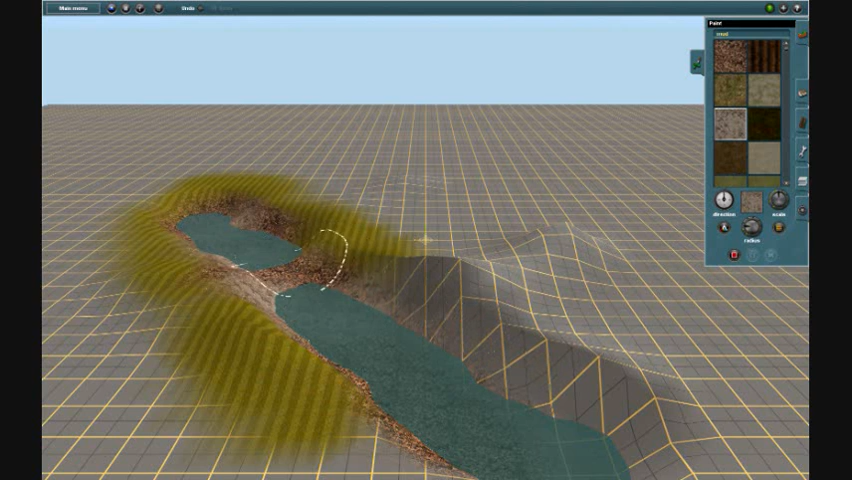 Main menu
Undo
Paint
direction
scale
radius